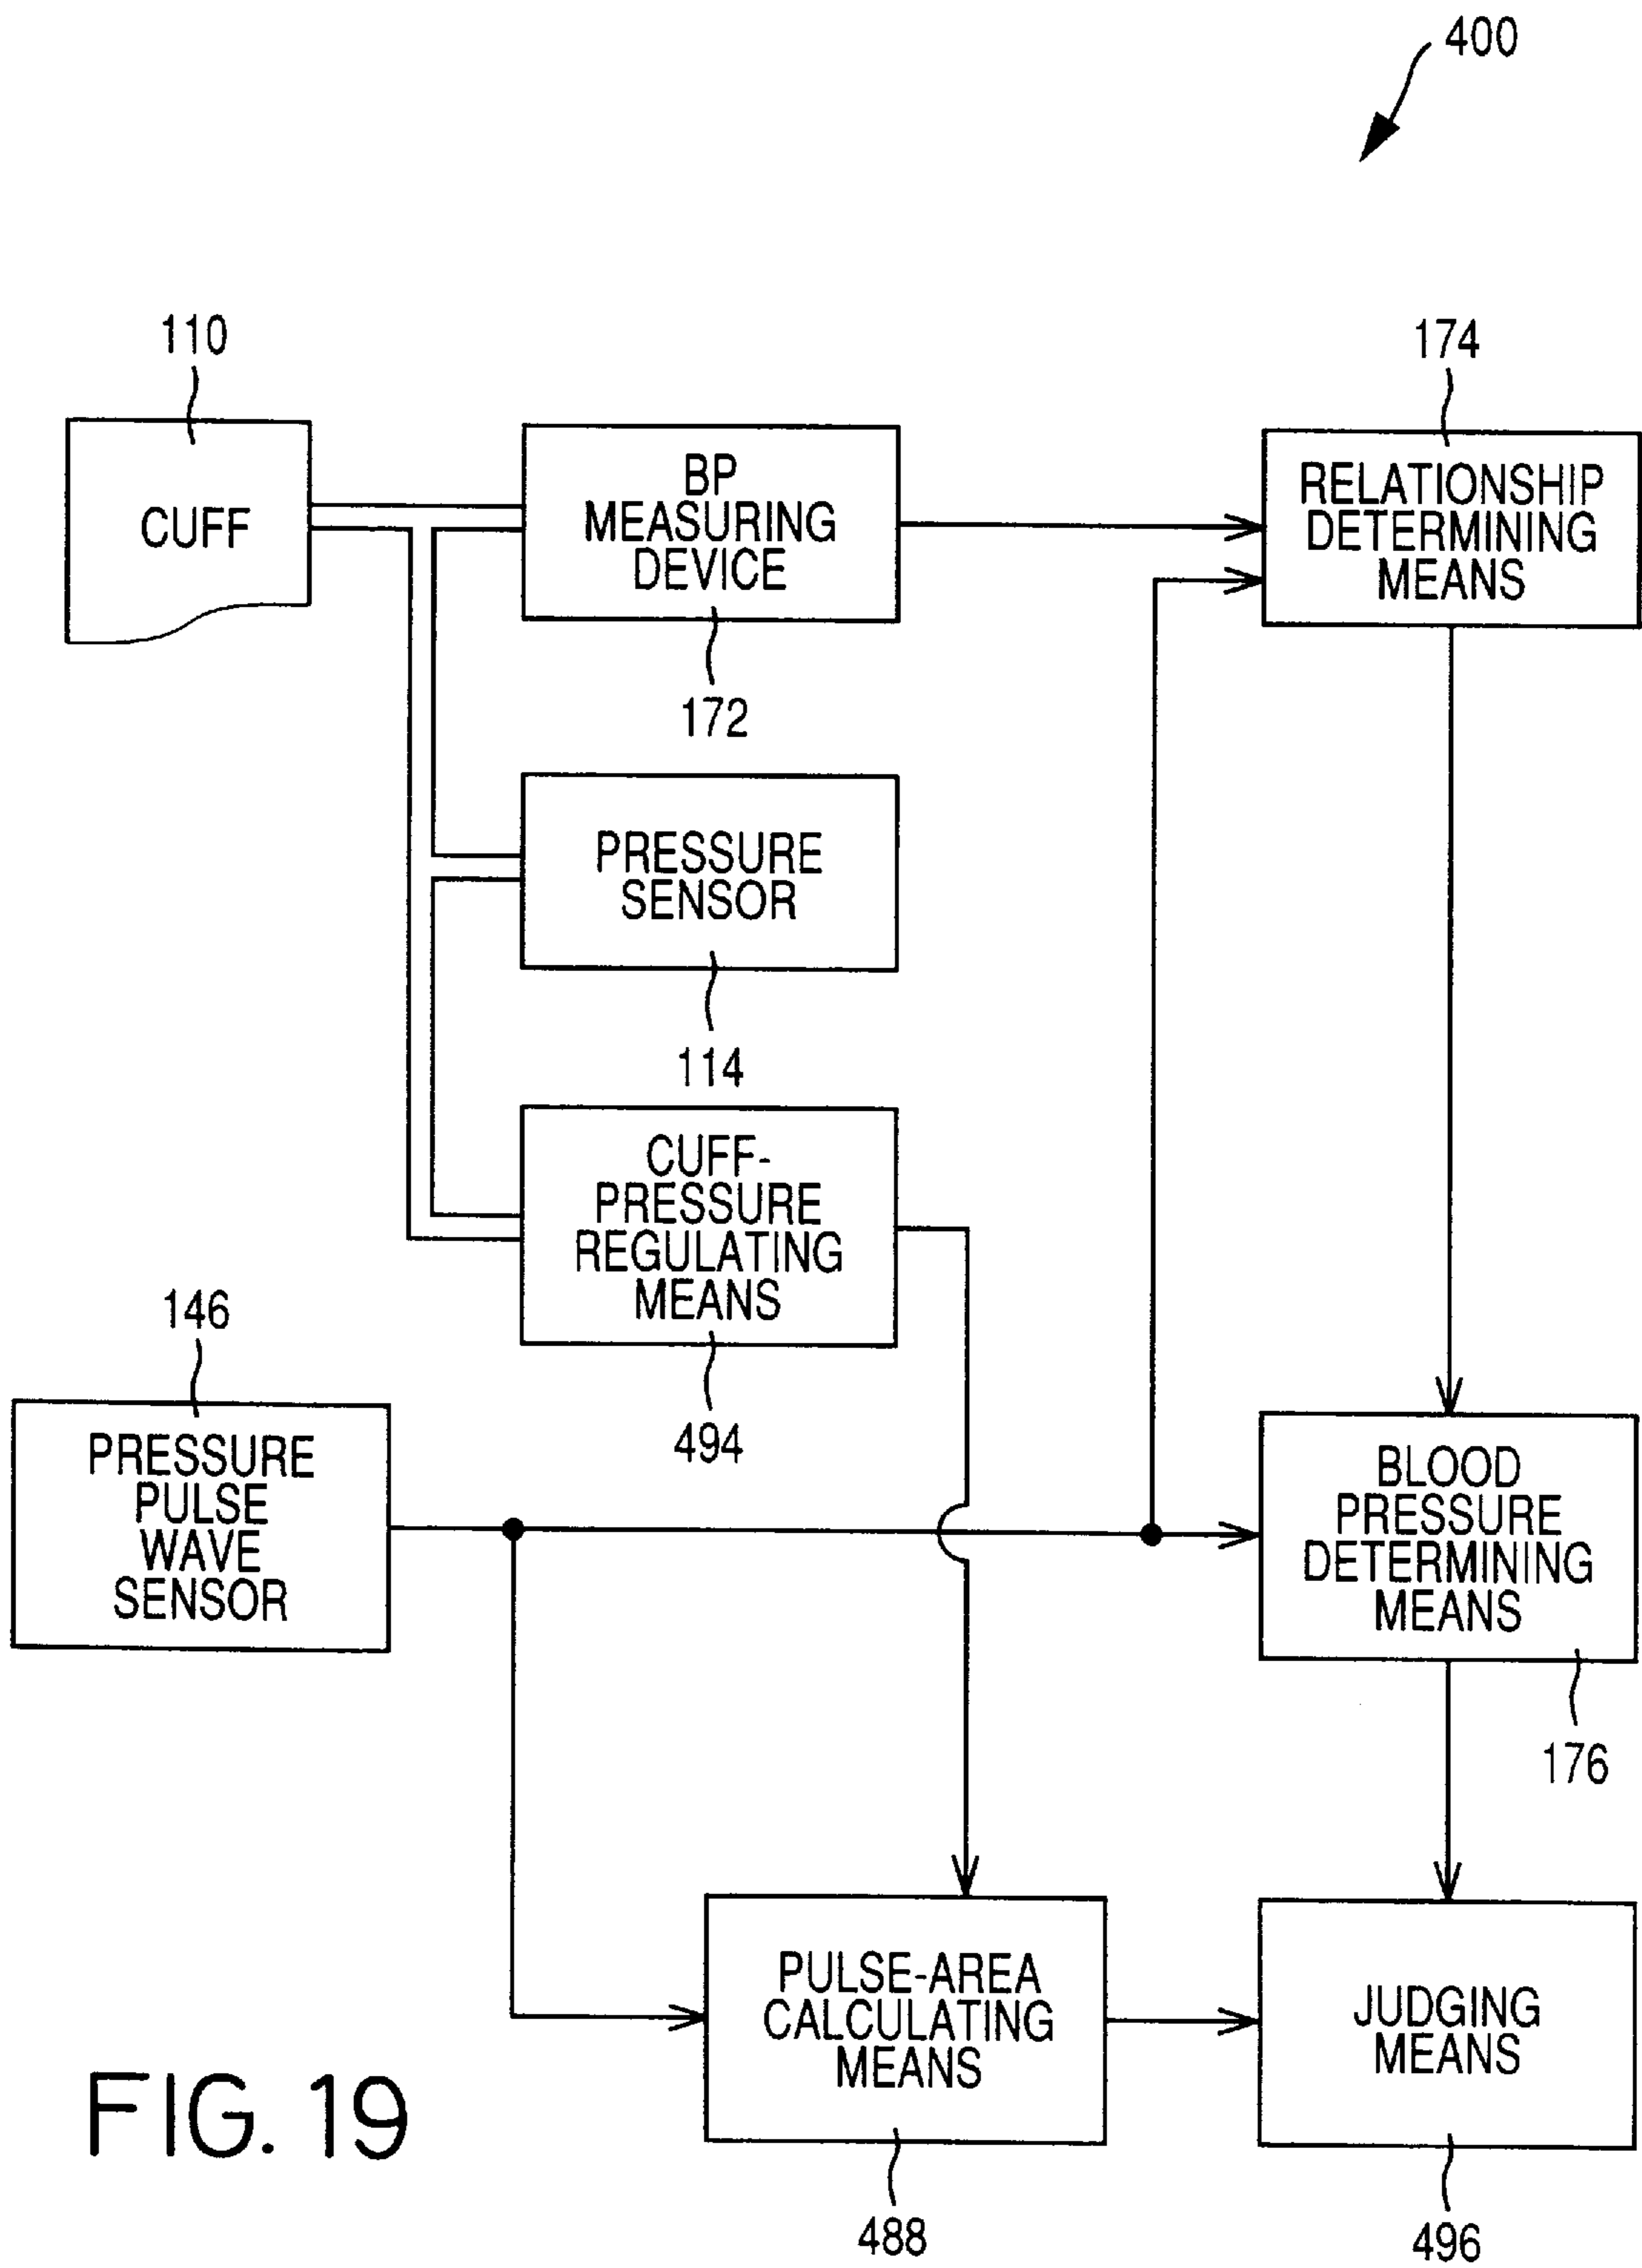 400
110
CUFF
BP
MEASURING
DEVICE
172
174
RELATIONSHIP
DETERMINING
MEANS
PRESSURE
SENSOR
114
CUFF-
PRESSURE
REGULATING
MEANS
494
146
PRESSURE
PULSE
WAVE
SENSOR
BLOOD
PRESSURE
DETERMINING
MEANS
176
PULSE-AREA
CALCULATING
MEANS
488
JUDGING
MEANS
496
FIG. 19